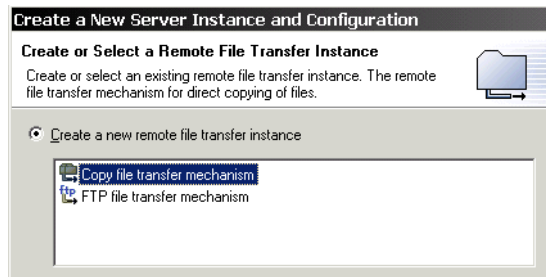 Create a New Server Instance and Configuration
Create or Select a Remote File Transfer Instance
Create or select an existing remote file transfer instance. The remote
file transfer mechanism for direct copying of files.
Create a new remote file transfer instance
Copy file transfer mechanism
ftp
FTP file transfer mechanism